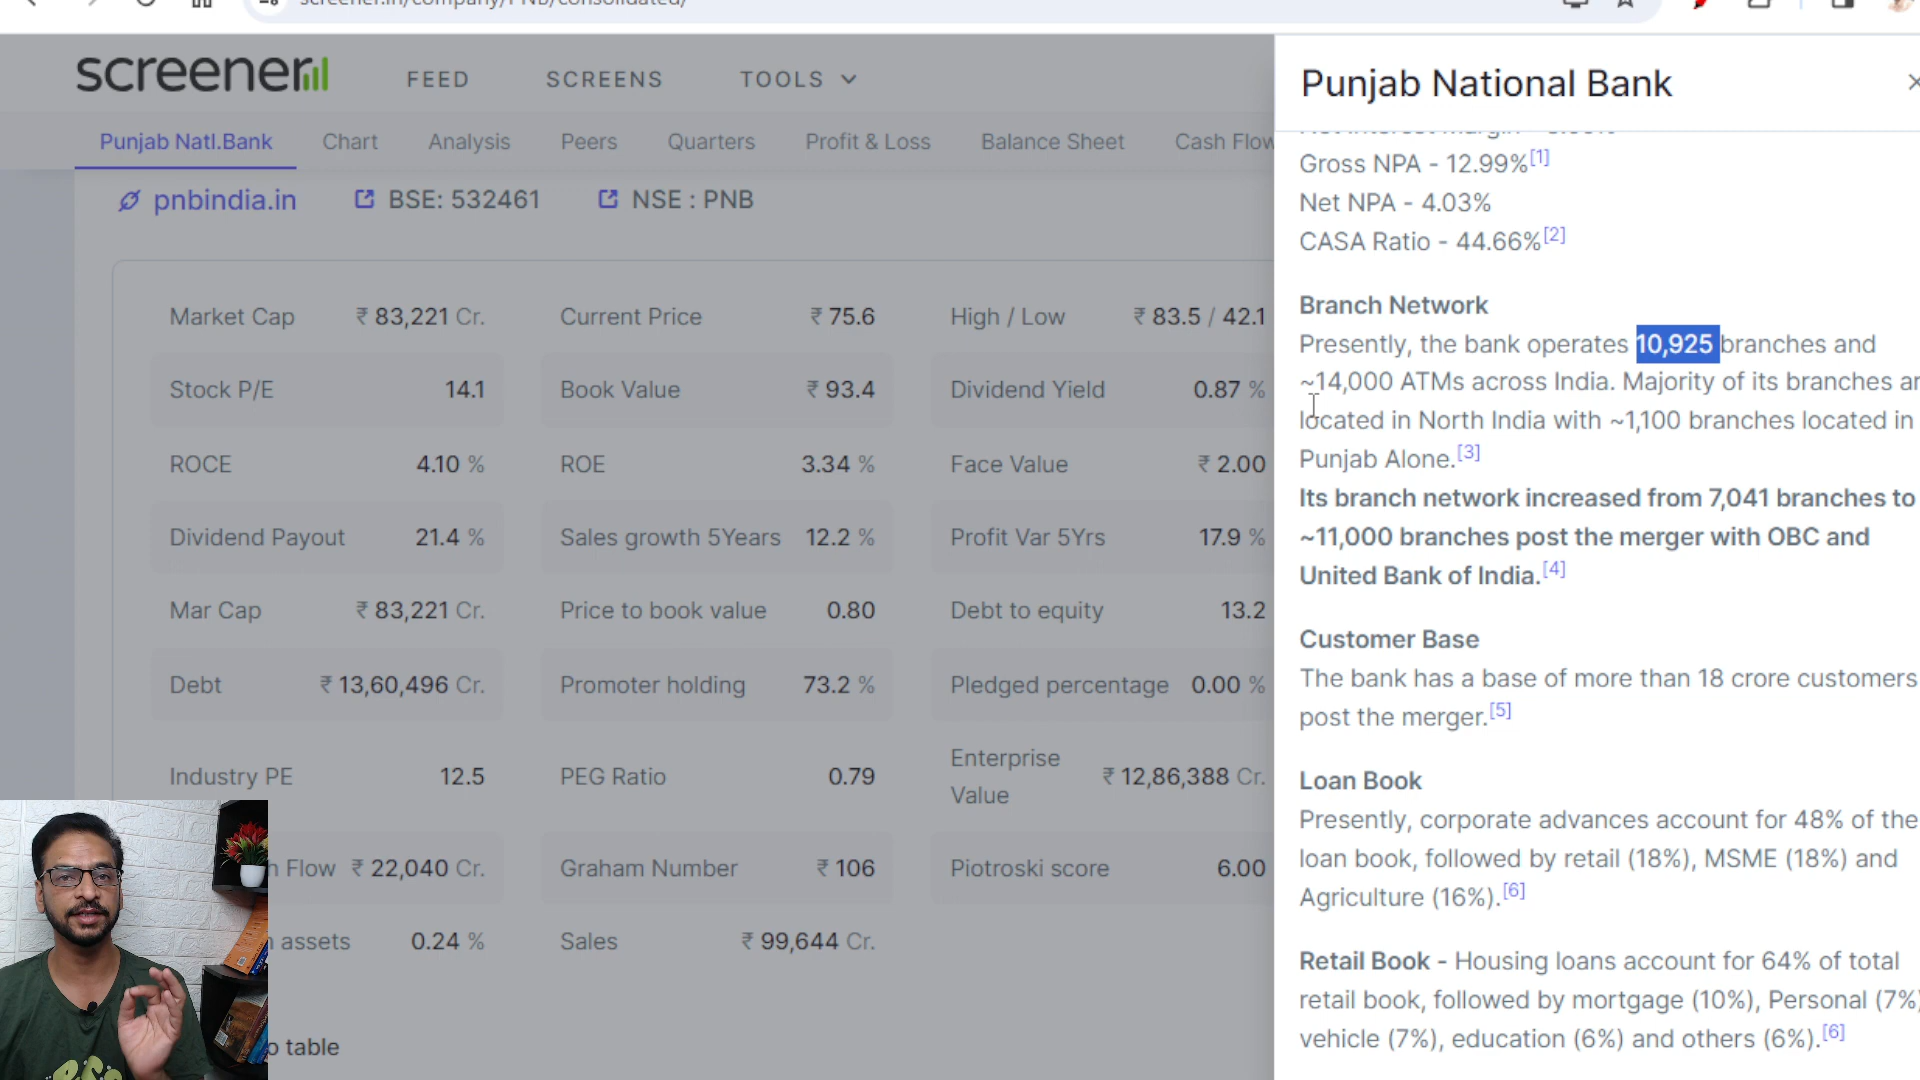 screener
FEED
SCREENS
TOOLS
Punjab Natl.Bank
Chart
Analysis
Peers
Quarters
Profit & Loss
Balance Sheet
Cash Flow
pnbindia.in
BSE: 532461
NSE : PNB
Market Cap ₹ 83,221 Cr.
Current Price ₹ 75.6
High / Low ₹ 83.5 / 42.1
Stock P/E 14.1
Book Value ₹ 93.4
Dividend Yield 0.87 %
ROCE 4.10 %
ROE 3.34 %
Face Value ₹ 2.00
Dividend Payout 21.4 %
Sales growth 5Years 12.2 %
Profit Var 5Yrs 17.9 %
Mar Cap ₹ 83,221 Cr.
Price to book value 0.80
Debt to equity 13.2
Debt ₹ 13,60,496 Cr.
Promoter holding 73.2 %
Pledged percentage 0.00 %
Industry PE 12.5
PEG Ratio 0.79
Enterprise
Value ₹ 12,86,388 Cr.
Flow ₹ 22,040 Cr.
Graham Number ₹ 106
Piotroski score 6.00
assets 0.24 %
Sales ₹ 99,644 Cr.
o table
Punjab National Bank
Gross NPA - 12.99%[1]
Net NPA - 4.03%
CASA Ratio - 44.66%[2]
Branch Network
Presently, the bank operates 10,925 branches and
~14,000 ATMs across India. Majority of its branches ar
located in North India with ~1,100 branches located in
Punjab Alone.[3]
Its branch network increased from 7,041 branches to
~11,000 branches post the merger with OBC and
United Bank of India.[4]
Customer Base
The bank has a base of more than 18 crore customers
post the merger.[5]
Loan Book
Presently, corporate advances account for 48% of the
loan book, followed by retail (18%), MSME (18%) and
Agriculture (16%).[6]
Retail Book - Housing loans account for 64% of total
retail book, followed by mortgage (10%), Personal (7%)
vehicle (7%), education (6%) and others (6%).[6]